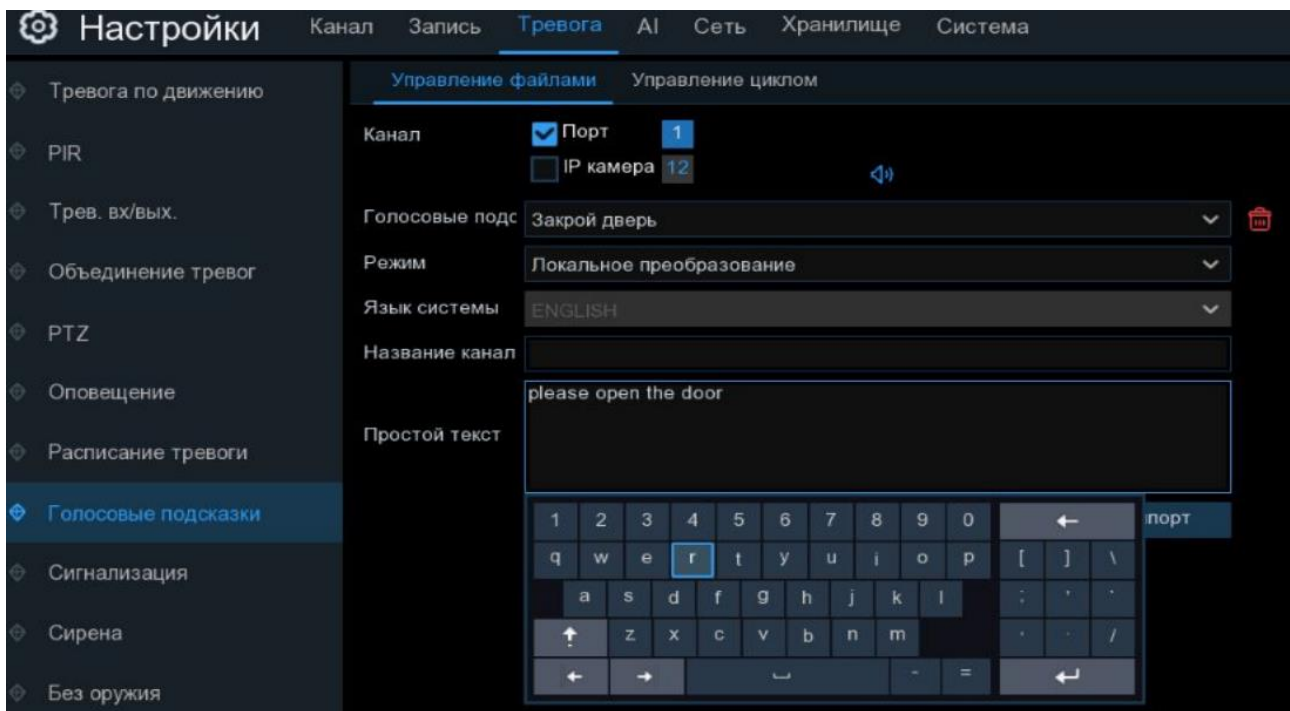 Настройки
Канал Запись Тревога AI Сеть Хранилище Система
Управление файлами Управление циклом
Тревога по движению
PIR
Трев. вх/вых.
Объединение тревог
PTZ
Оповещение
Расписание тревоги
Голосовые подсказки
Сигнализация
Сирена
Без оружия
Канал Порт 1
IP камера 12
Голосовые подс Закрой дверь
Режим Локальное преобразование
Язык системы ENGLISH
Название канал
Простой текст please open the door
порт
1 2 3 4 5 6 7 8 9 0
q w e r t y u i o p [ ] \
a s d f g h j k l
z x c v b n m /
- =